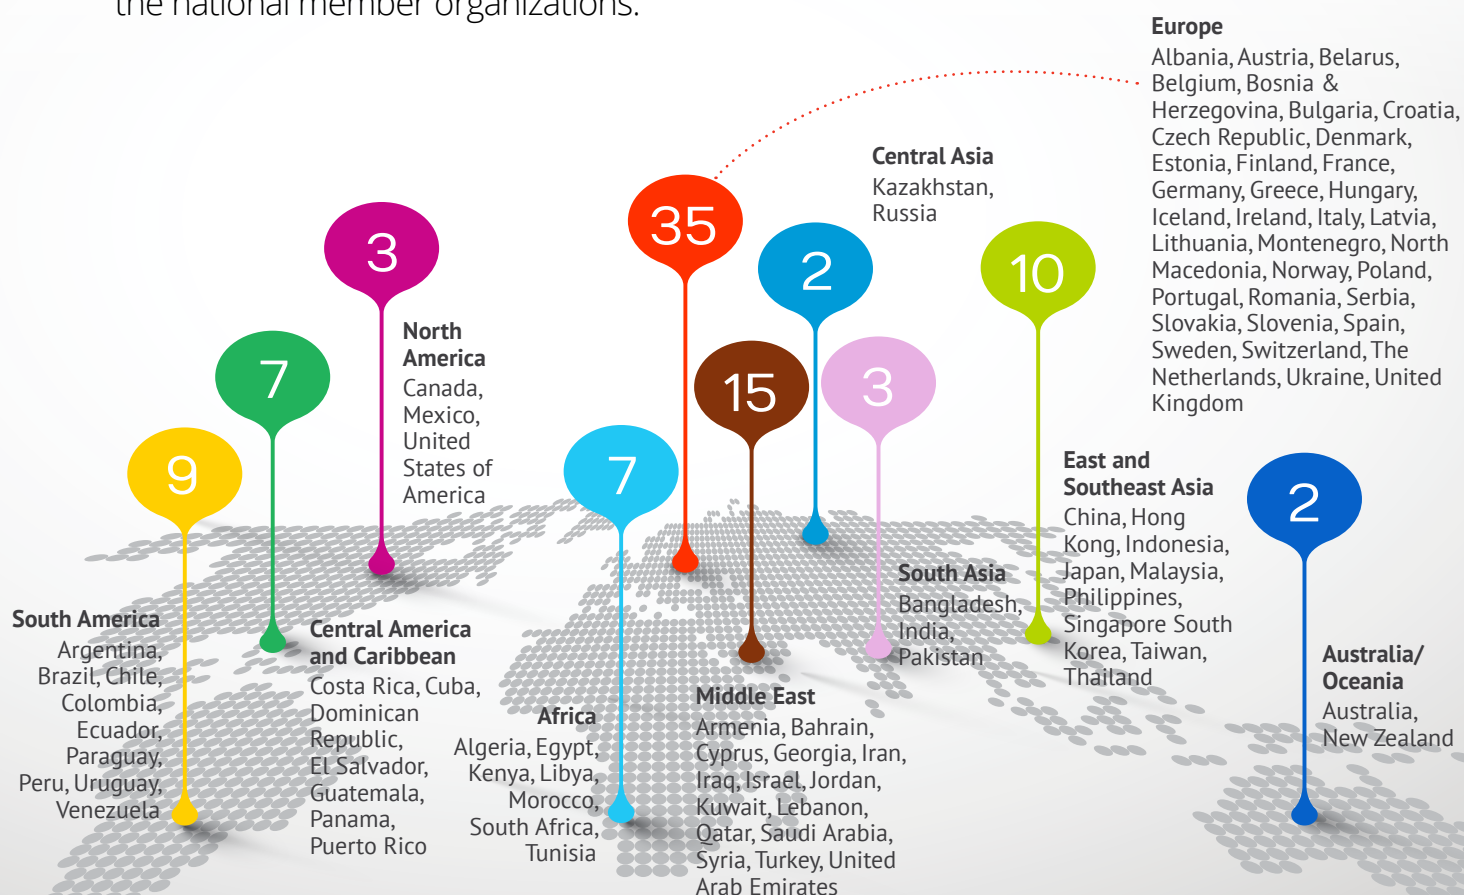 the national member organizations.
Europe
Albania, Austria, Belarus,
Belgium, Bosnia &
Herzegovina, Bulgaria, Croatia,
Czech Republic, Denmark,
Estonia, Finland, France,
Germany, Greece, Hungary,
Iceland, Ireland, Italy, Latvia,
Lithuania, Montenegro, North
Macedonia, Norway, Poland,
Portugal, Romania, Serbia,
Slovakia, Slovenia, Spain,
Sweden, Switzerland, The
Netherlands, Ukraine, United
Kingdom
35
Central Asia
Kazakhstan,
Russia
2
3
North
America
Canada,
Mexico,
United
States of
America
10
East and
Southeast Asia
China, Hong
Kong, Indonesia,
Japan, Malaysia,
Philippines,
Singapore South
Korea, Taiwan,
Thailand
7
Central America
and Caribbean
Costa Rica, Cuba,
Dominican
Republic,
El Salvador,
Guatemala,
Panama,
Puerto Rico
15
Middle East
Armenia, Bahrain,
Cyprus, Georgia, Iran,
Iraq, Israel, Jordan,
Kuwait, Lebanon,
Qatar, Saudi Arabia,
Syria, Turkey, United
Arab Emirates
3
South Asia
Bangladesh,
India,
Pakistan
9
South America
Argentina,
Brazil, Chile,
Colombia,
Ecuador,
Paraguay,
Peru, Uruguay,
Venezuela
7
Africa
Algeria, Egypt,
Kenya, Libya,
Morocco,
South Africa,
Tunisia
2
Australia/
Oceania
Australia,
New Zealand